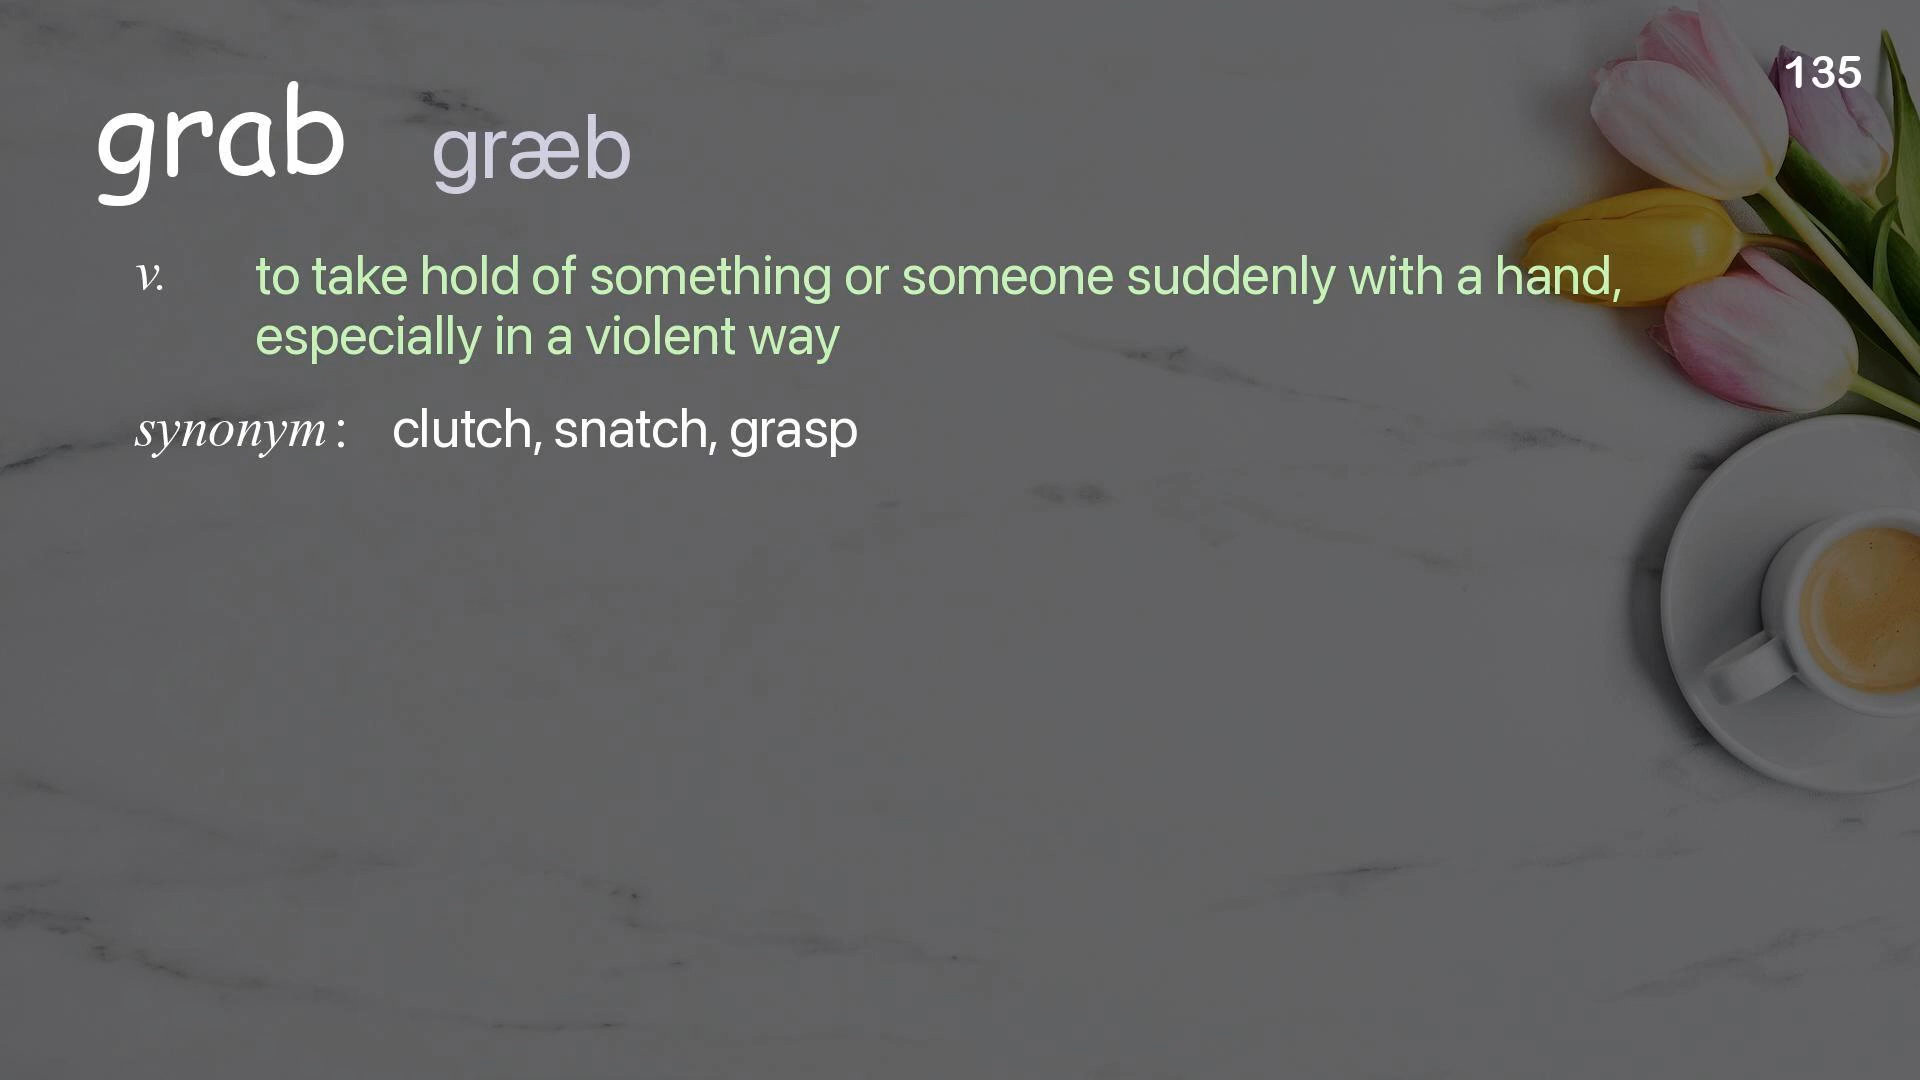 135
grab græb
v. to take hold of something or someone suddenly with a hand,
especially in a violent way
synonym: clutch, snatch, grasp